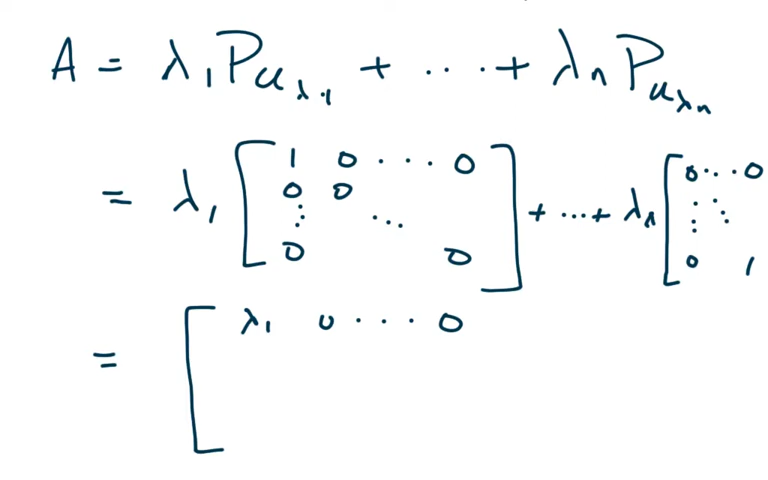 A = λ₁P_{u_{λ₁}} + ... + λₙP_{u_{λₙ}}
= λ₁ [ 1 0 ... 0
0 0
⋮ ...
0 0 ] + ... + λₙ [ 0 ... 0
⋮ ⋱
0 1
= [ λ₁ 0 ... 0